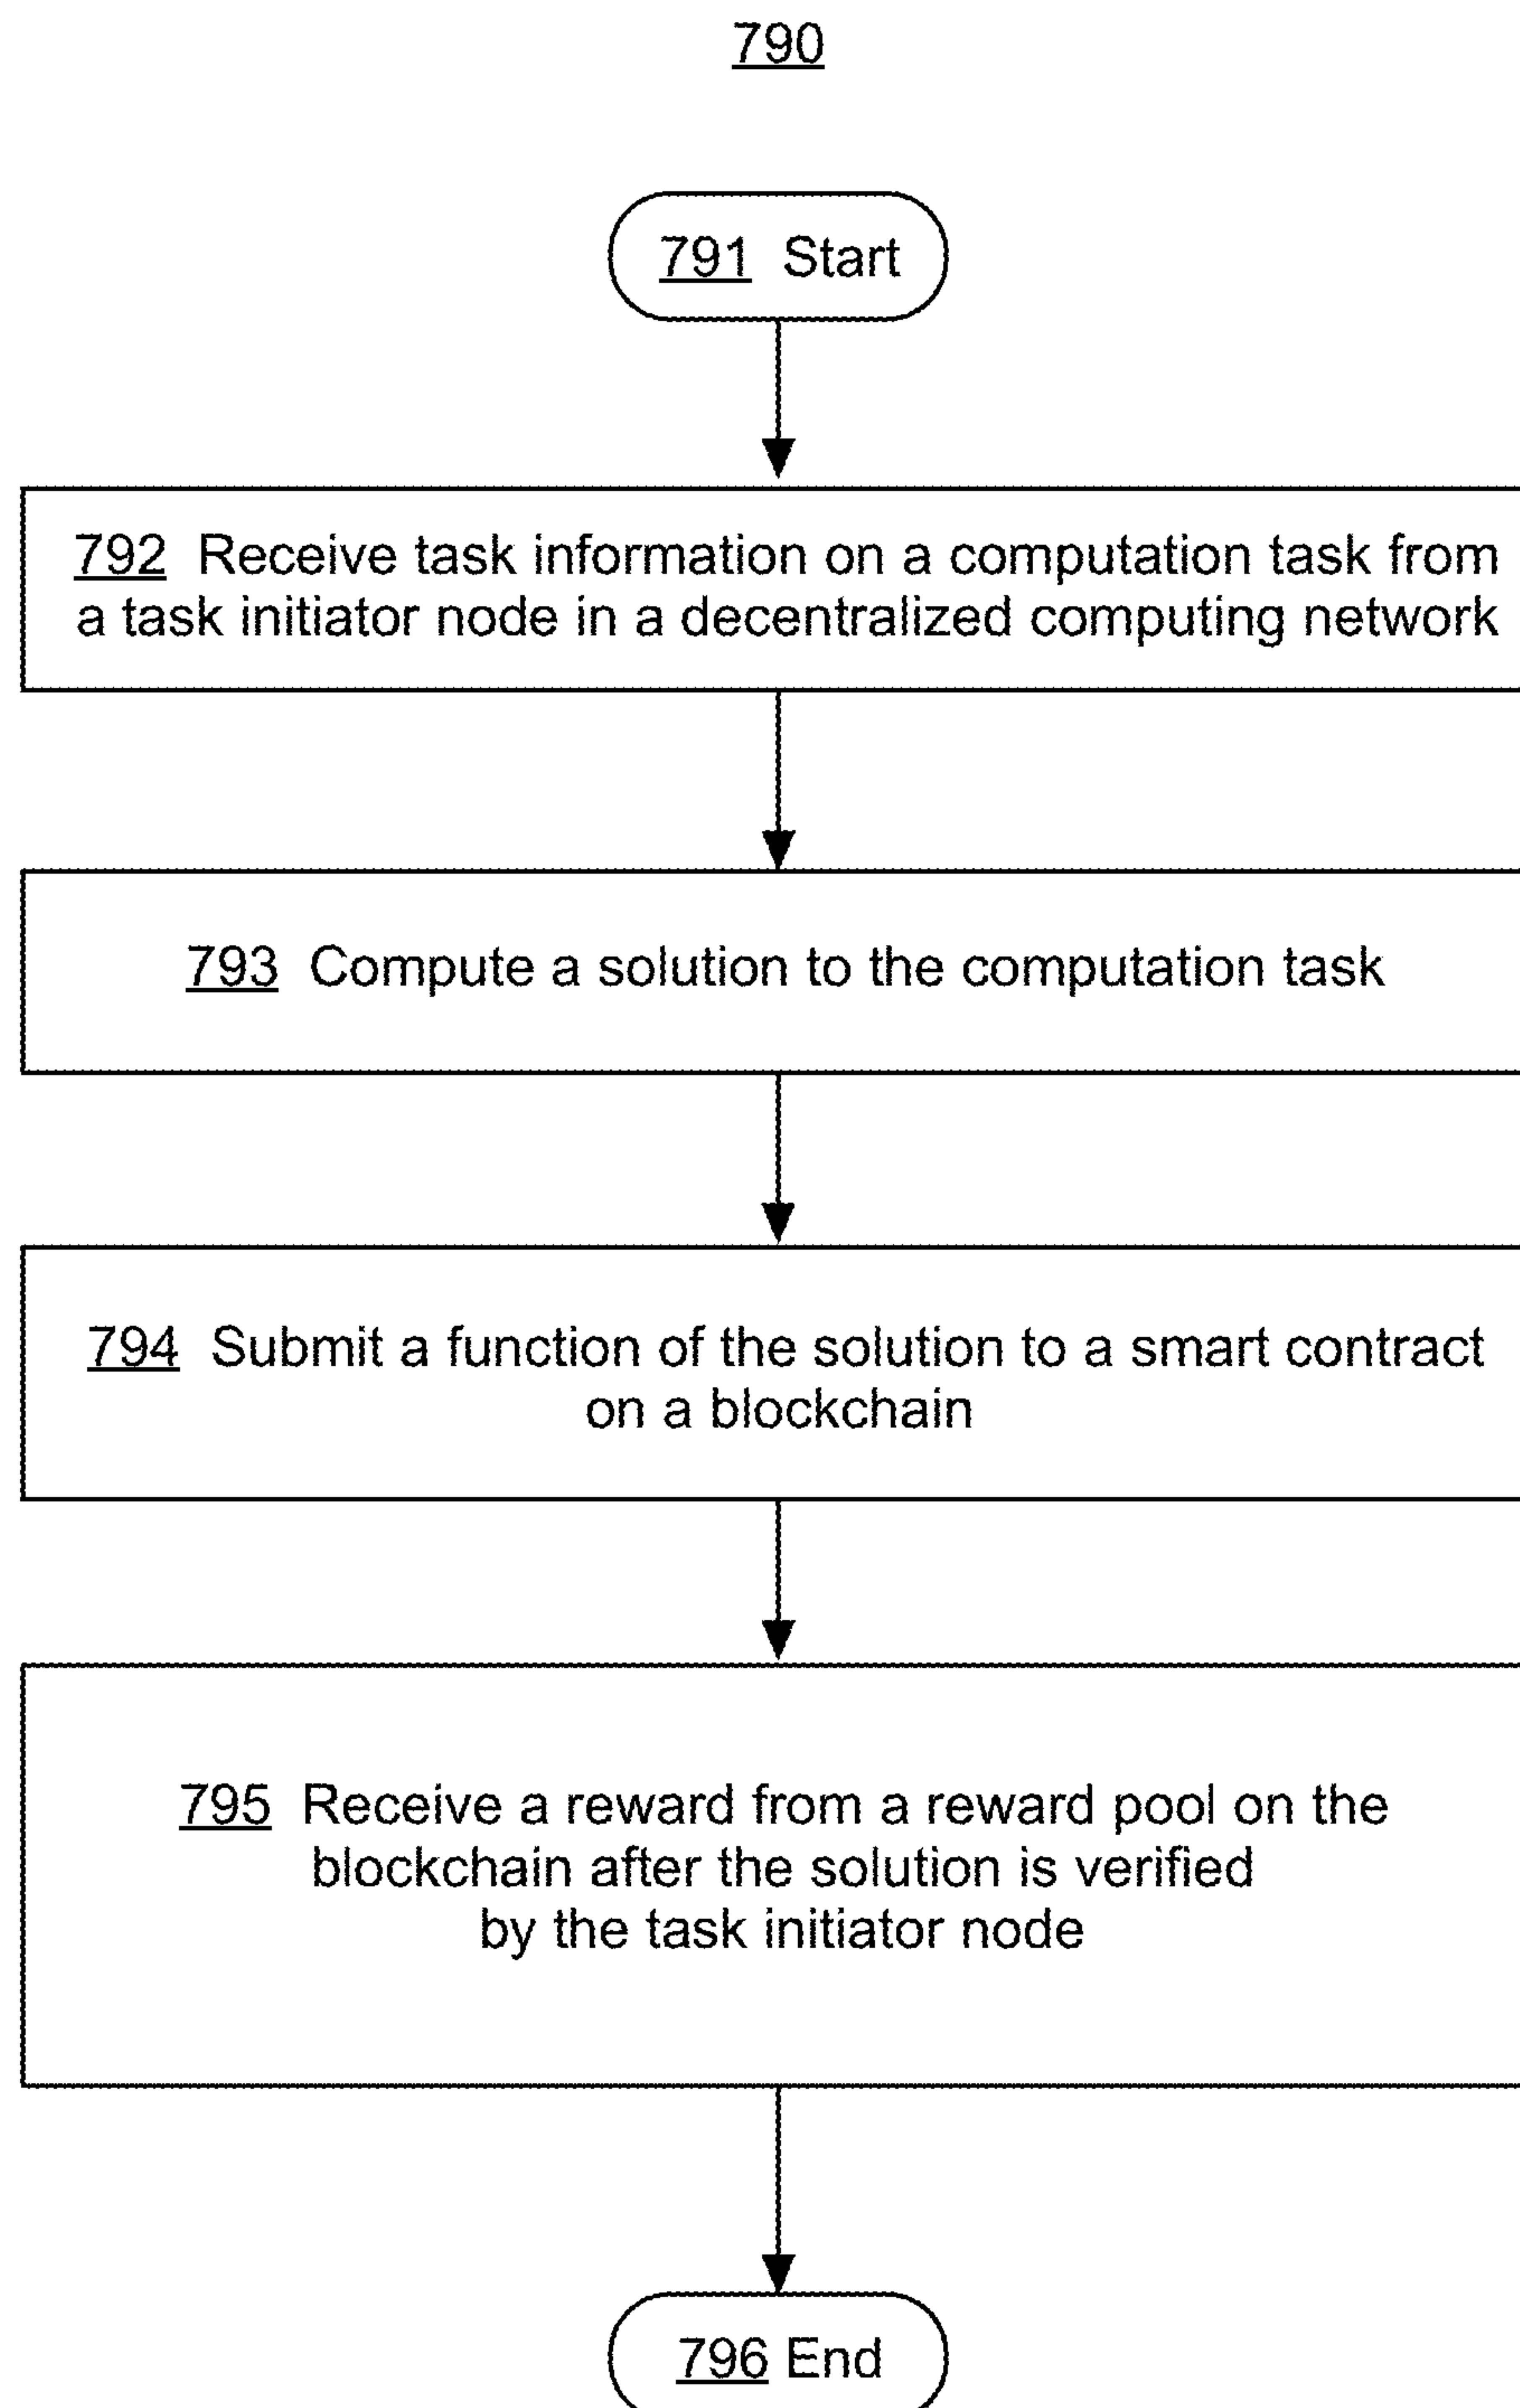 790
791 Start
792 Receive task information on a computation task from
a task initiator node in a decentralized computing network
793 Compute a solution to the computation task
794 Submit a function of the solution to a smart contract
on a blockchain
795 Receive a reward from a reward pool on the
blockchain after the solution is verified
by the task initiator node
796 End